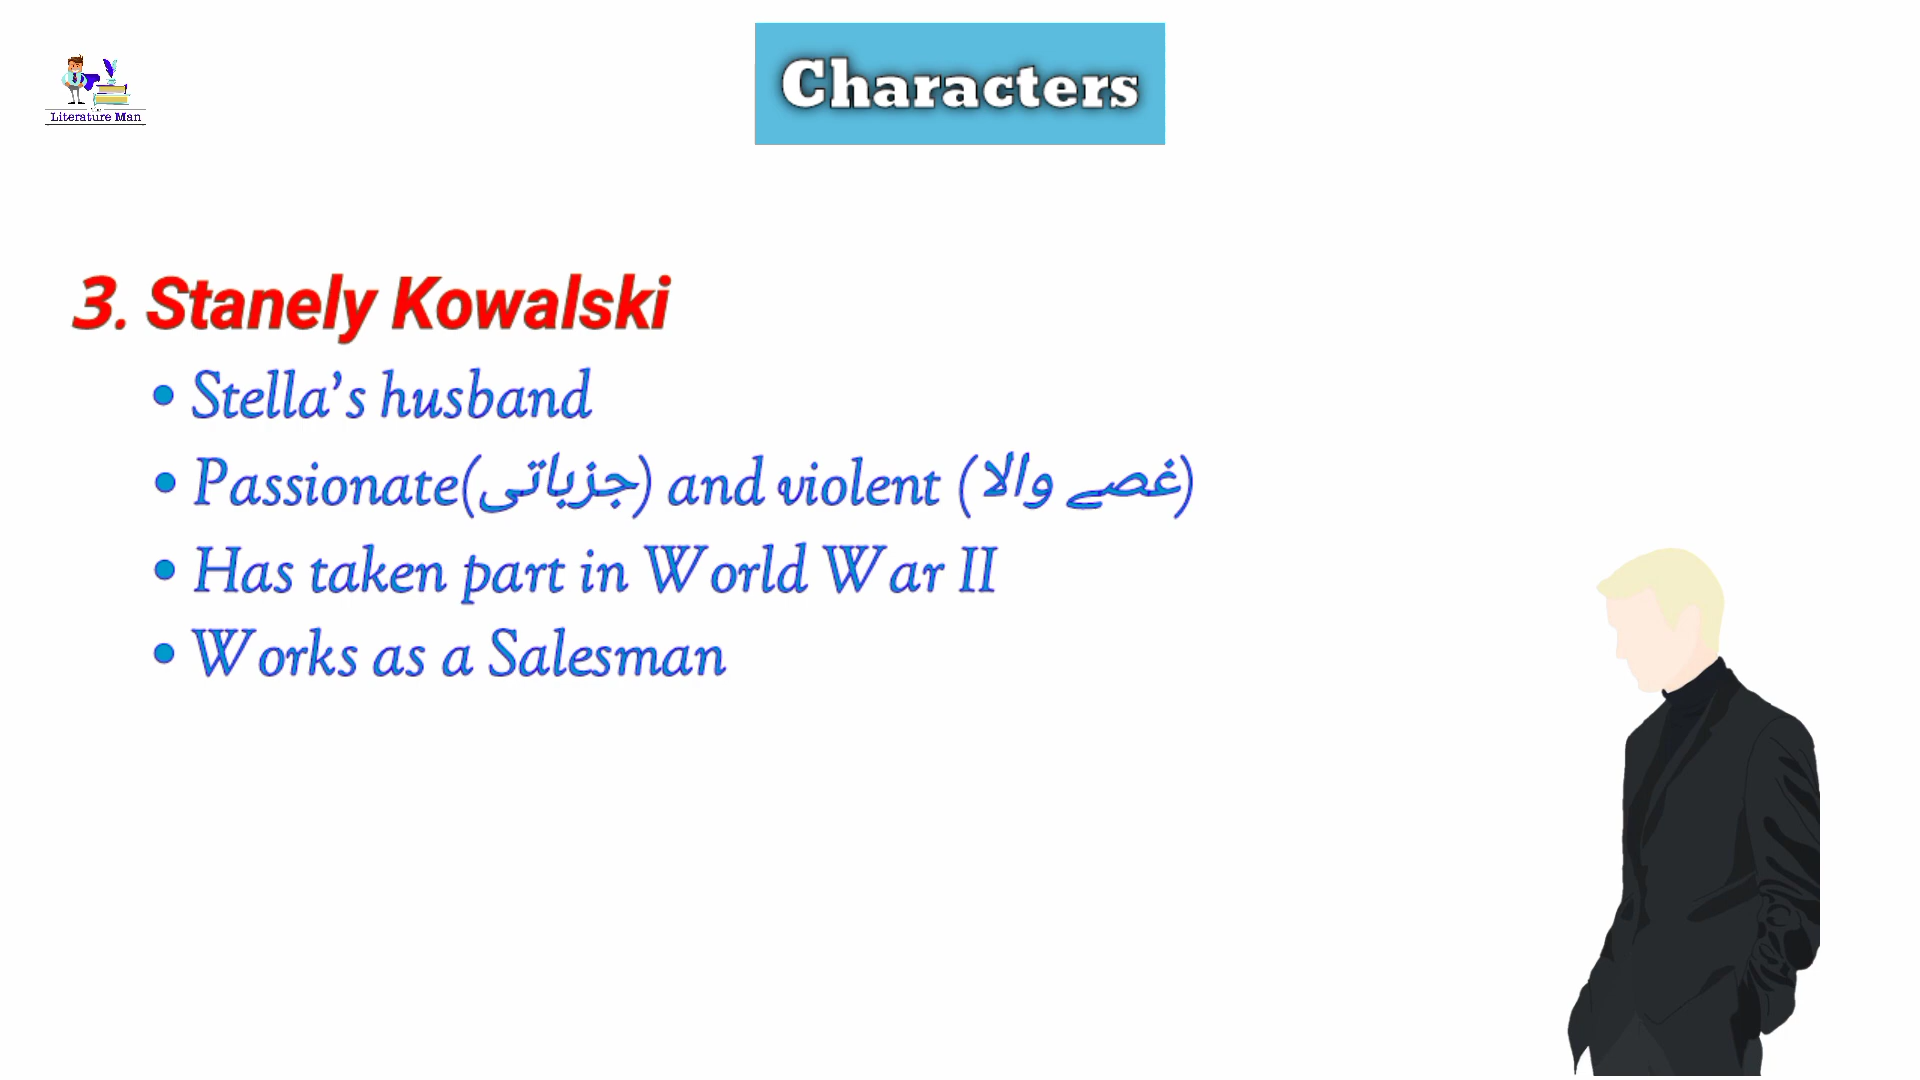 Literature Man
Characters
3. Stanely Kowalski
• Stella's husband
• Passionate(جزباتی) and violent (غصے والا)
• Has taken part in World War II
• Works as a Salesman